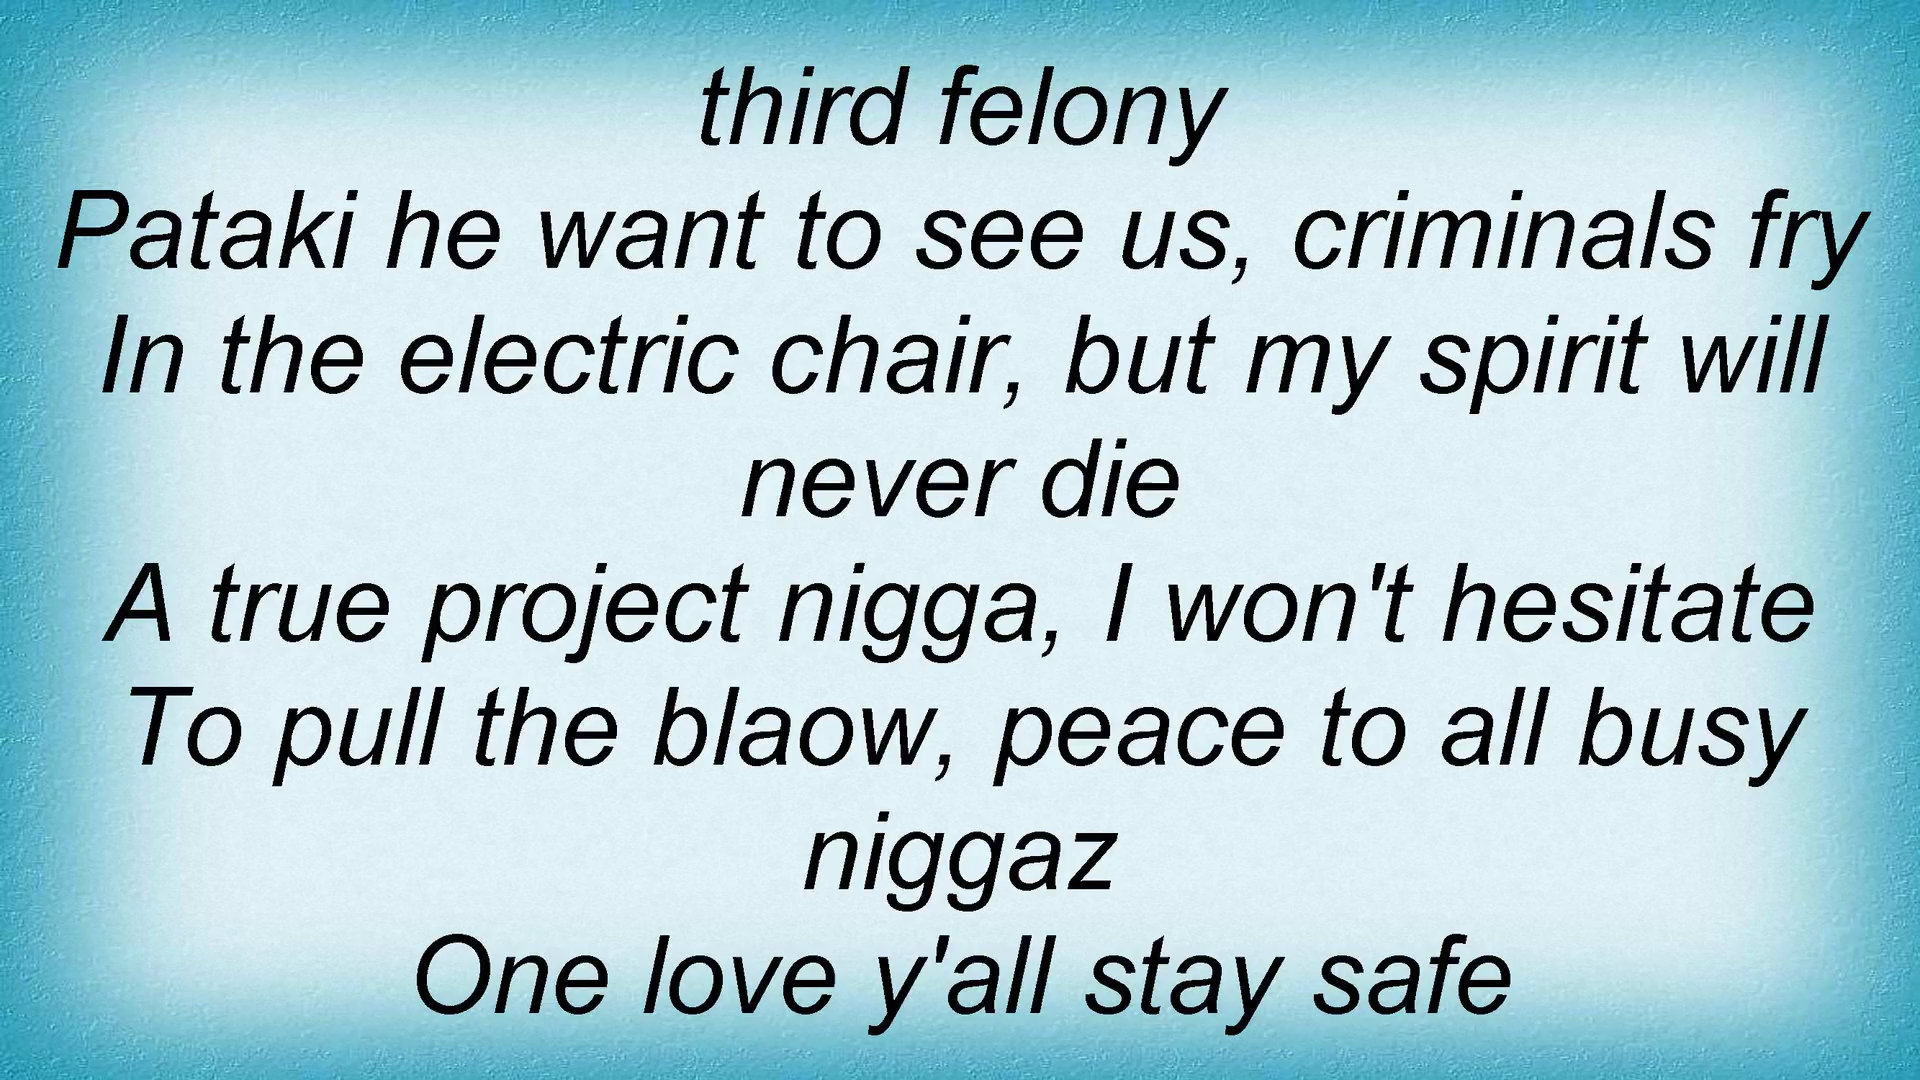 third felony
Pataki he want to see us, criminals fry
In the electric chair, but my spirit will
never die
A true project nigga, I won't hesitate
To pull the blaow, peace to all busy
niggaz
One love y'all stay safe